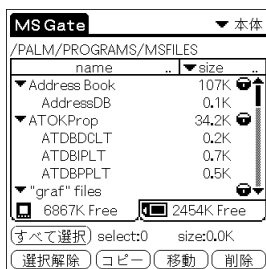 MS Gate ▼ 本体
/PALM/PROGRAMS/MSFILES
name .. ▼size ..
▼Address Book 107K
AddressDB 0.1K
▼ATOKProp 34.2K
ATDBDCLT 0.2K
ATDBIPLT 0.7K
ATDBPPLT 0.5K
▼"graf" files
6867K Free 2454K Free
すべて選択 select:0 size:0.0K
選択解除 コピー 移動 削除